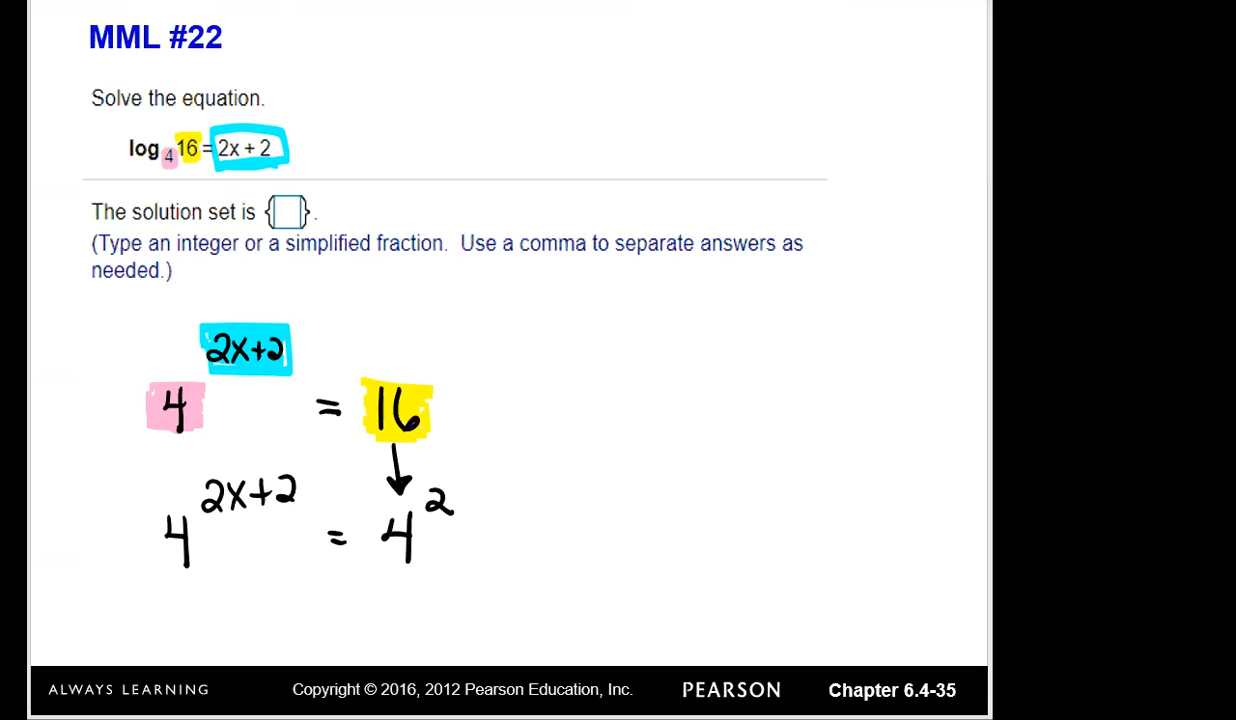 MML #22
Solve the equation.
log₄ 16 = 2x + 2
The solution set is { }.
(Type an integer or a simplified fraction. Use a comma to separate answers as
needed.)
4^(2x+2) = 16
4^(2x+2) = 4^2
ALWAYS LEARNING Copyright © 2016, 2012 Pearson Education, Inc. PEARSON Chapter 6.4-35